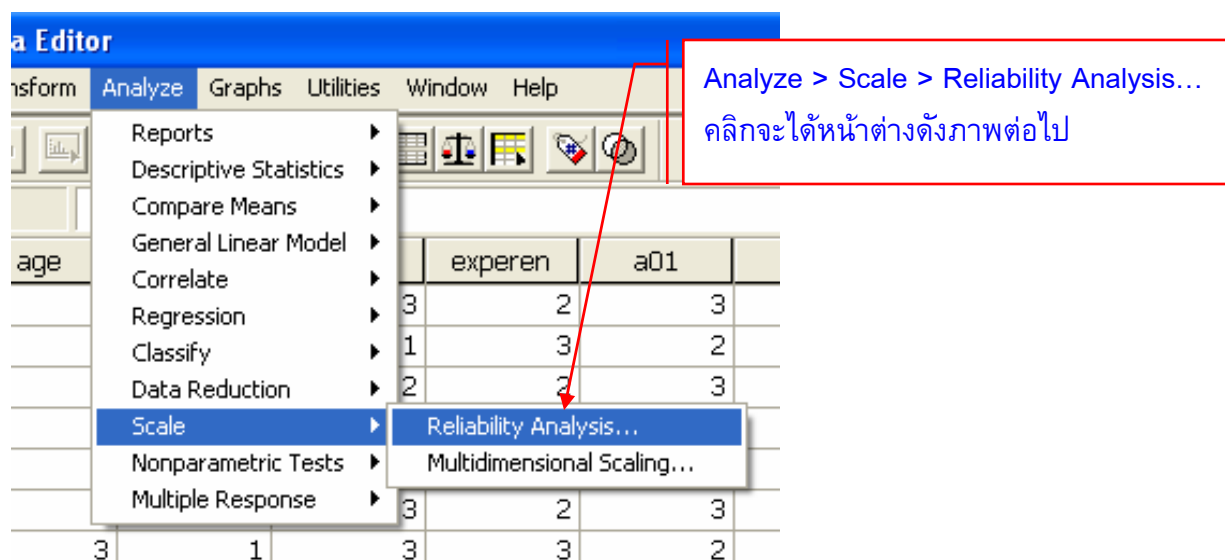 a Editor
Analyze > Scale > Reliability Analysis…
คลิกจะได้หน้าต่างดังภาพต่อไป
nsform Analyze Graphs Utilities Window Help
Reports
Descriptive Statistics
Compare Means
General Linear Model
Correlate
Regression
Classify
Data Reduction
Scale
Nonparametric Tests
Multiple Response
Reliability Analysis...
Multidimensional Scaling...
age experen a01
3 2 3
1 3 2
2 2 3
3 2 3
3 1 3 3 2